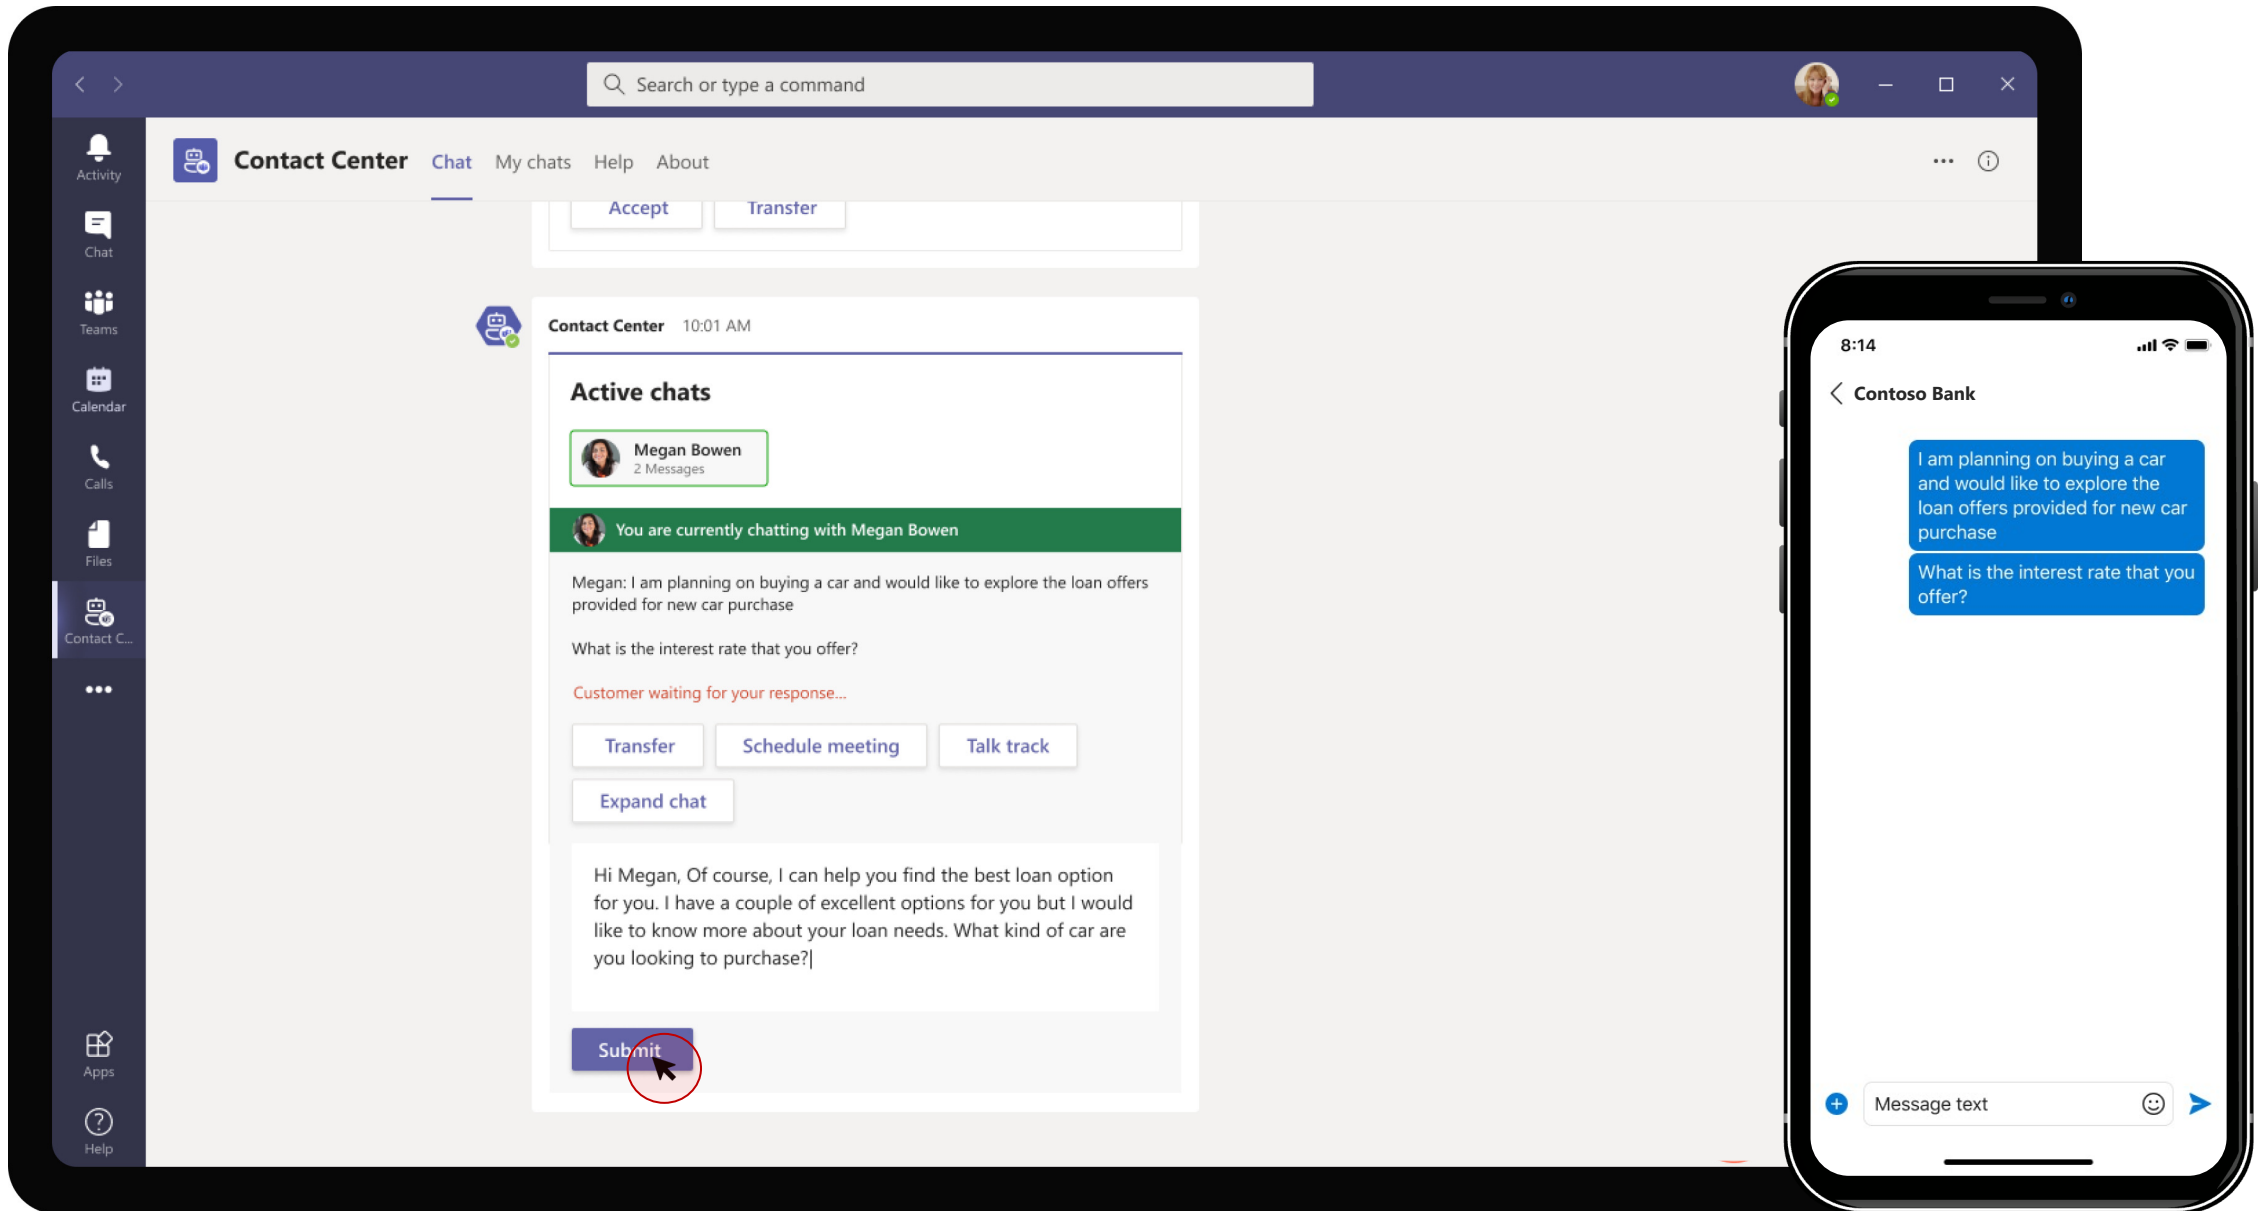 Search or type a command
Activity
Chat
Teams
Calendar
Calls
Files
Contact C...
Apps
Help
Contact Center Chat My chats Help About
Accept Transfer
Contact Center 10:01 AM
Active chats
Megan Bowen
2 Messages
You are currently chatting with Megan Bowen
Megan: I am planning on buying a car and would like to explore the loan offers
provided for new car purchase
What is the interest rate that you offer?
Customer waiting for your response...
Transfer Schedule meeting Talk track
Expand chat
Hi Megan, Of course, I can help you find the best loan option
for you. I have a couple of excellent options for you but I would
like to know more about your loan needs. What kind of car are
you looking to purchase?
Submit
8:14
Contoso Bank
I am planning on buying a car
and would like to explore the
loan offers provided for new car
purchase
What is the interest rate that you
offer?
Message text